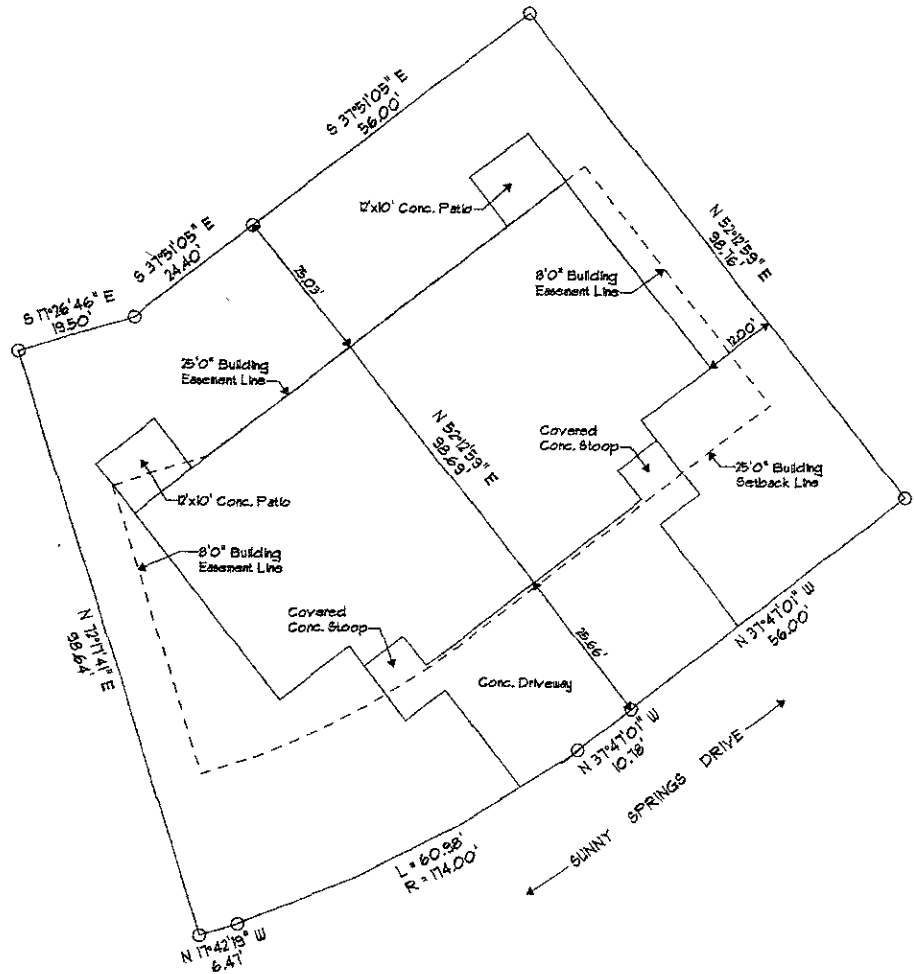 S 37°51'05" E
56.00'
S 37°51'05" E
24.40'
S 17°26'46" E
19.50'
12'x10' Conc. Patio
25.03'
8'0" Building
Easement Line
N 52°12'59" E
98.76'
12.00'
25'0" Building
Easement Line
N 52°12'59" E
98.69'
Covered
Conc. Stoop
25'0" Building
Setback Line
12'x10' Conc. Patio
8'0" Building
Easement Line
Covered
Conc. Stoop
N 72°17'41" E
98.64'
25.66'
Conc. Driveway
N 37°47'01" W
56.00'
N 37°47'01" W
10.78'
SUNNY SPRINGS DRIVE
L = 60.98'
R = 174.00'
N 17°42'19" W
6.47'